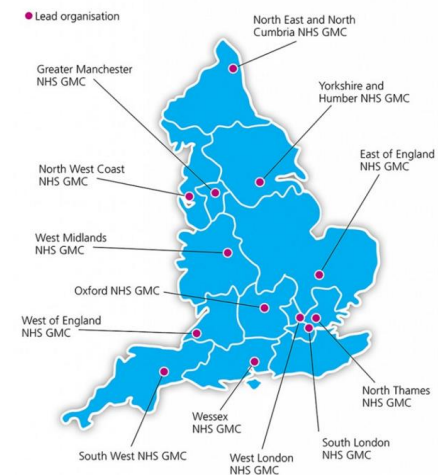 Lead organisation
North East and North
Cumbria NHS GMC
Greater Manchester
NHS GMC
Yorkshire and
Humber NHS GMC
East of England
NHS GMC
North West Coast
NHS GMC
West Midlands
NHS GMC
Oxford NHS GMC
West of England
NHS GMC
North Thames
NHS GMC
Wessex
NHS GMC
South London
NHS GMC
South West NHS GMC
West London
NHS GMC